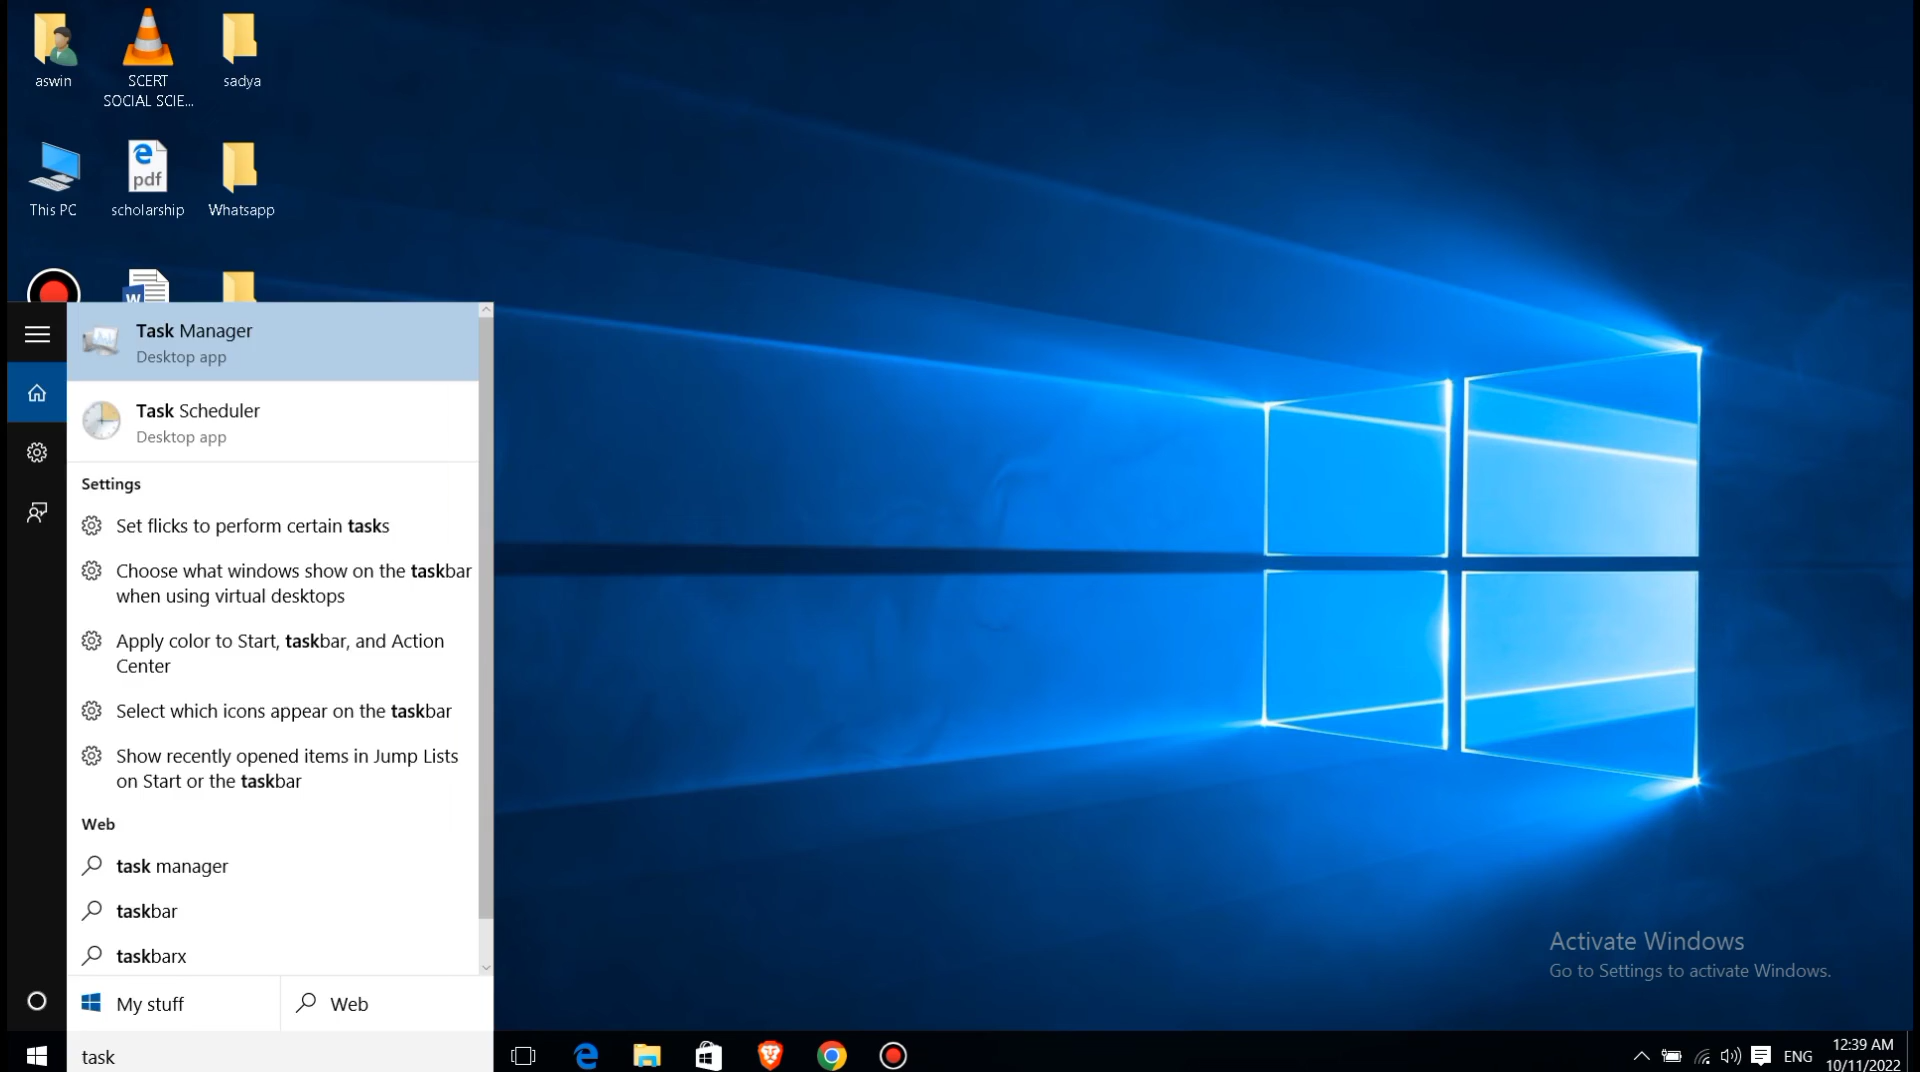 aswin
SCERT
SOCIAL SCIE...
sadya
This PC
pdf
scholarship
Whatsapp
W
Task Manager
Desktop app
Task Scheduler
Desktop app
Settings
Set flicks to perform certain tasks
Choose what windows show on the taskbar
when using virtual desktops
Apply color to Start, taskbar, and Action
Center
Select which icons appear on the taskbar
Show recently opened items in Jump Lists
on Start or the taskbar
Web
task manager
taskbar
taskbarx
My stuff
Web
task
Activate Windows
Go to Settings to activate Windows.
ENG
12:39 AM
10/11/2022